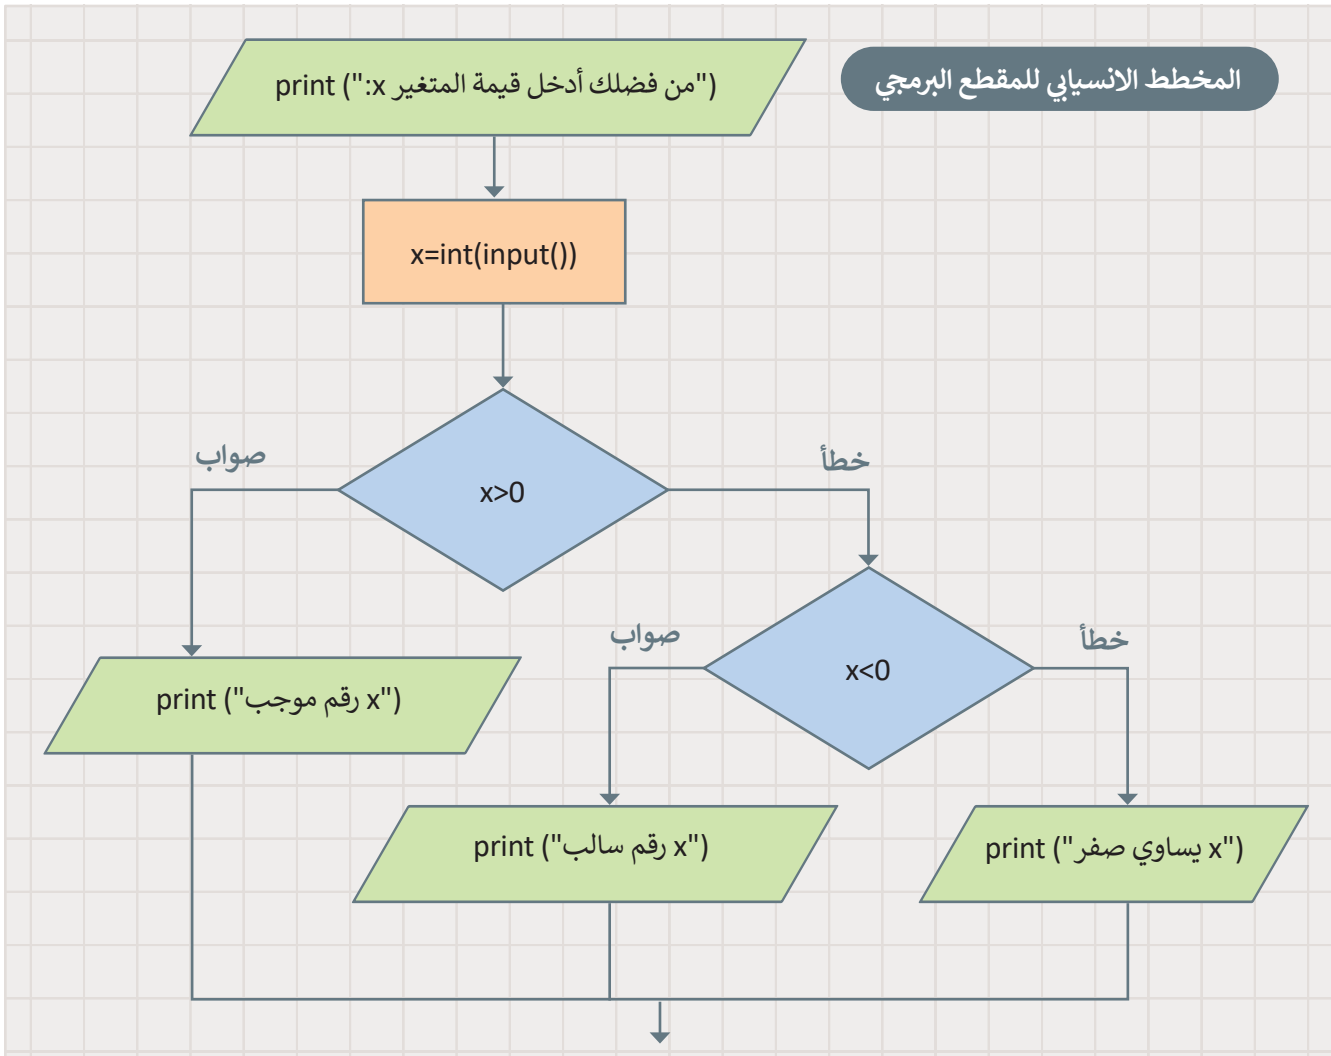 المخطط الانسيابي للمقطع البرمجي
print ("من فضلك أدخل قيمة المتغير x:")
x=int(input())
x>0
صواب
خطأ
x<0
صواب
خطأ
print ("x رقم موجب")
print ("x رقم سالب")
print ("x يساوي صفر")